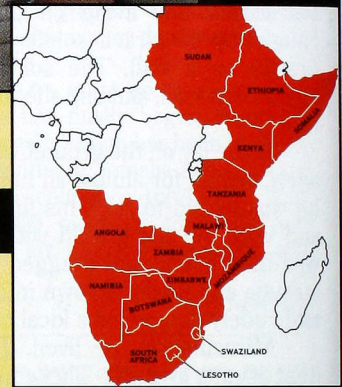 SUDAN
ETHIOPIA
SOMALIA
KENYA
TANZANIA
MALAWI
ANGOLA
ZAMBIA
MOZAMBIQUE
ZIMBABWE
NAMIBIA
BOTSWANA
SOUTH
AFRICA
SWAZILAND
LESOTHO